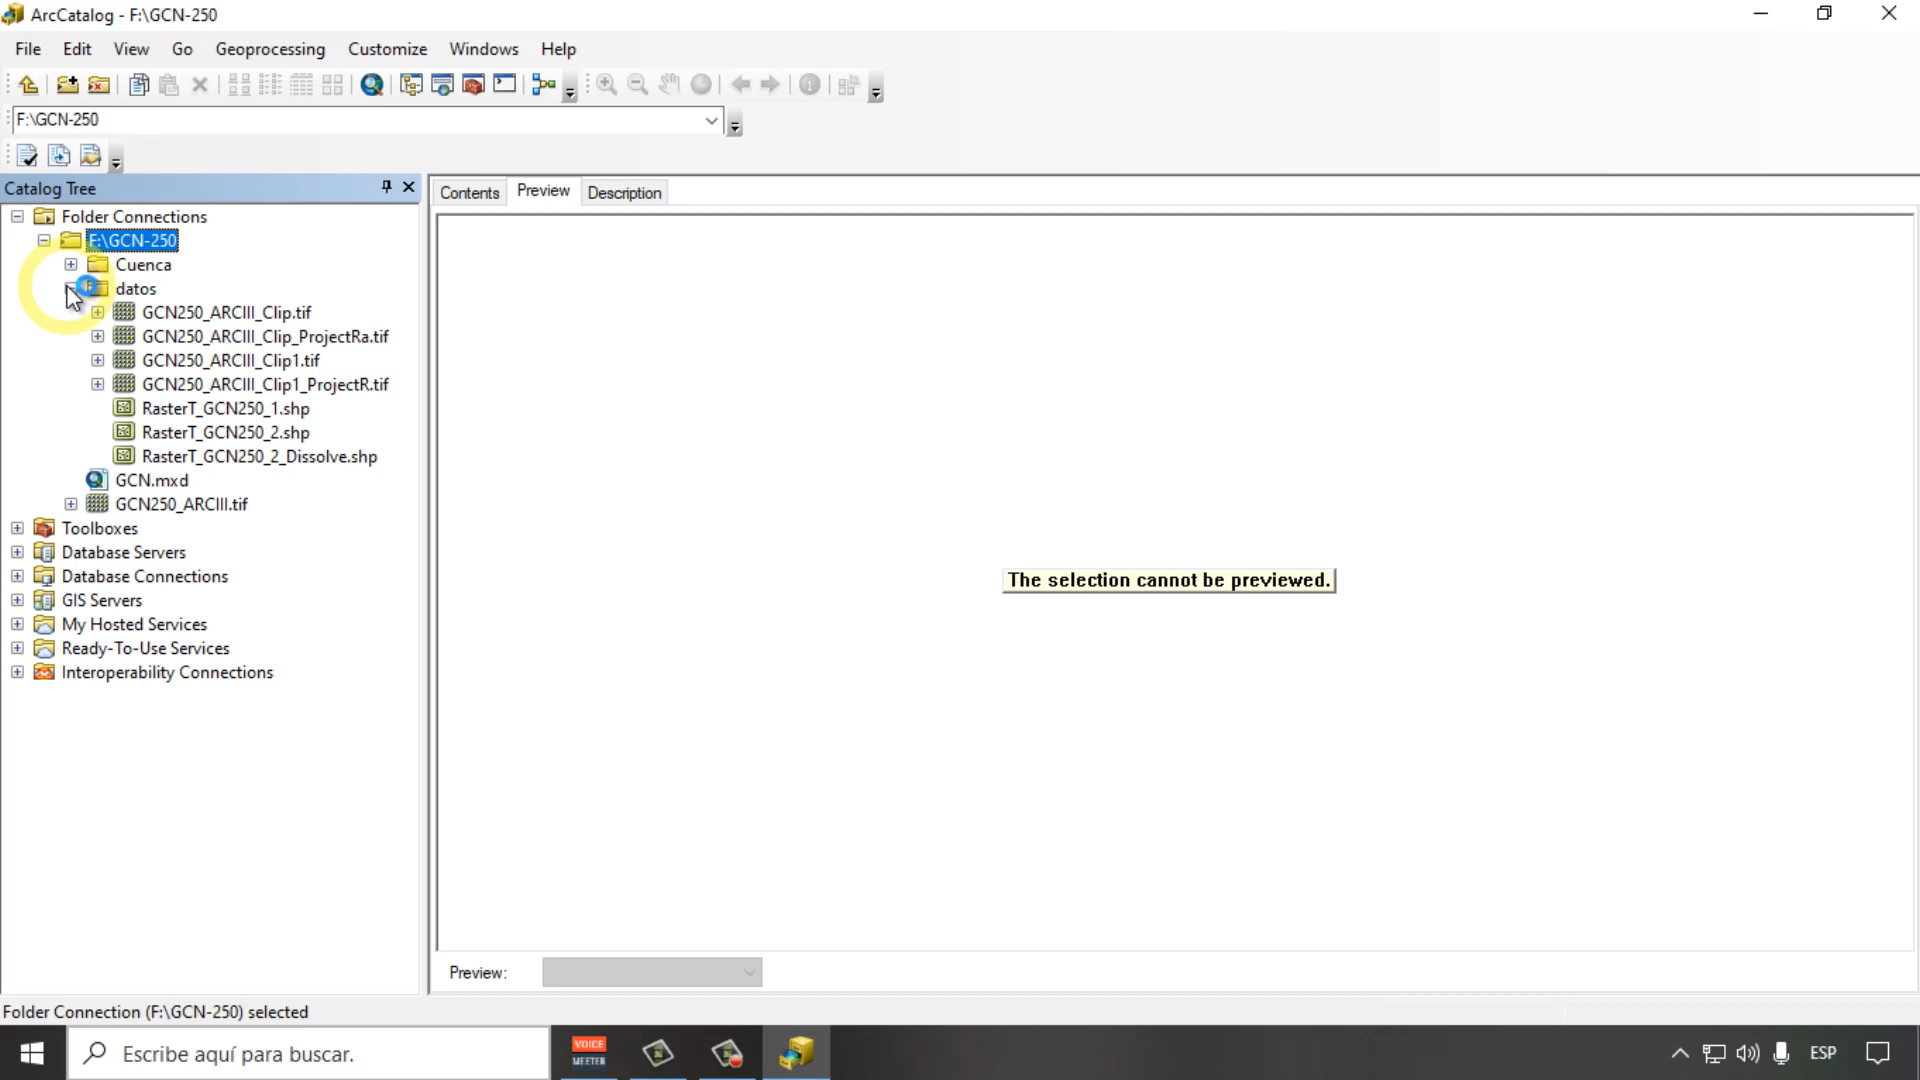 ArcCatalog - F:\GCN-250
File Edit View Go Geoprocessing Customize Windows Help
F:\GCN-250
Catalog Tree
Contents Preview Description
Folder Connections
F:\GCN-250
Cuenca
datos
GCN250_ARCIII_Clip.tif
GCN250_ARCIII_Clip_ProjectRa.tif
GCN250_ARCIII_Clip1.tif
GCN250_ARCIII_Clip1_ProjectR.tif
RasterT_GCN250_1.shp
RasterT_GCN250_2.shp
RasterT_GCN250_2_Dissolve.shp
GCN.mxd
GCN250_ARCIII.tif
Toolboxes
Database Servers
Database Connections
GIS Servers
My Hosted Services
Ready-To-Use Services
Interoperability Connections
The selection cannot be previewed.
Preview:
Folder Connection (F:\GCN-250) selected
Escribe aquí para buscar.
VOICE
MEETER
ESP